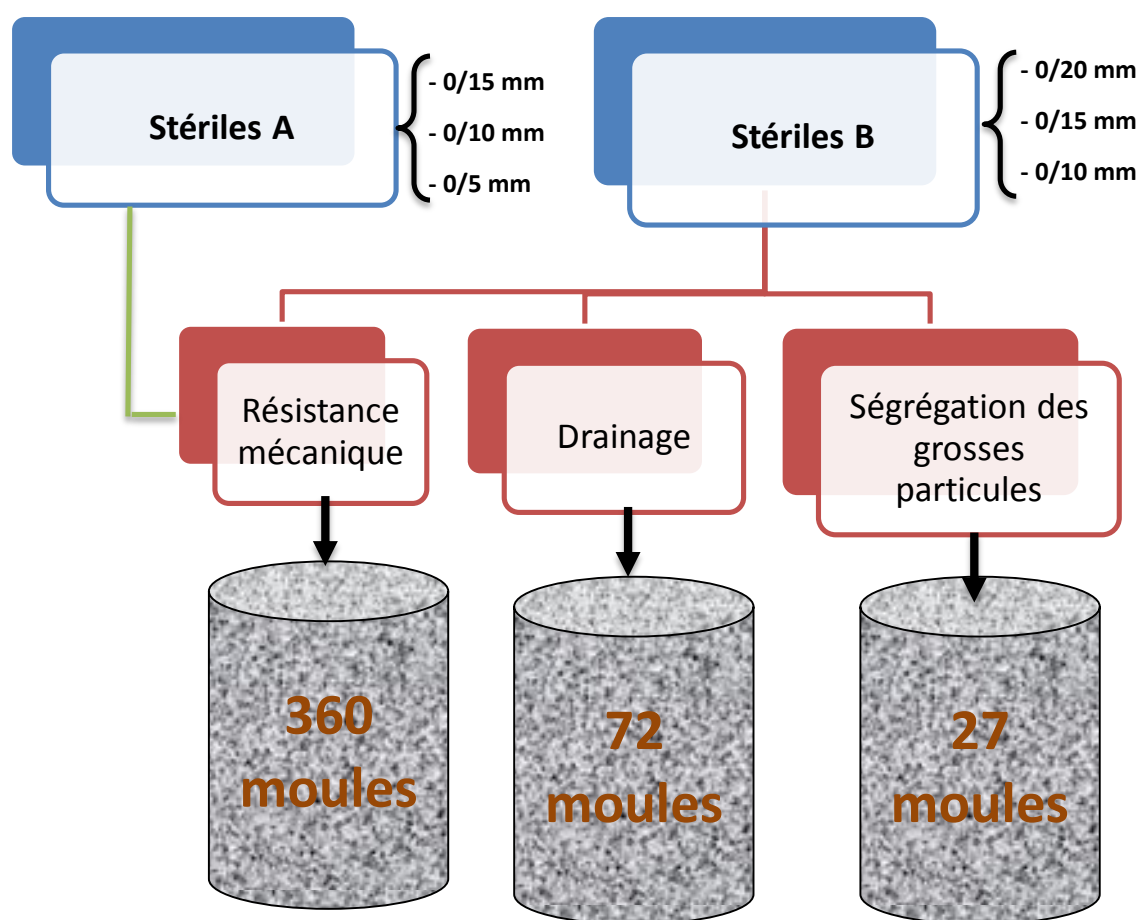 Stériles A
- 0/15 mm
- 0/10 mm
- 0/5 mm
Stériles B
- 0/20 mm
- 0/15 mm
- 0/10 mm
Résistance
mécanique
Drainage
Ségrégation des
grosses
particules
360
moules
72
moules
27
moules